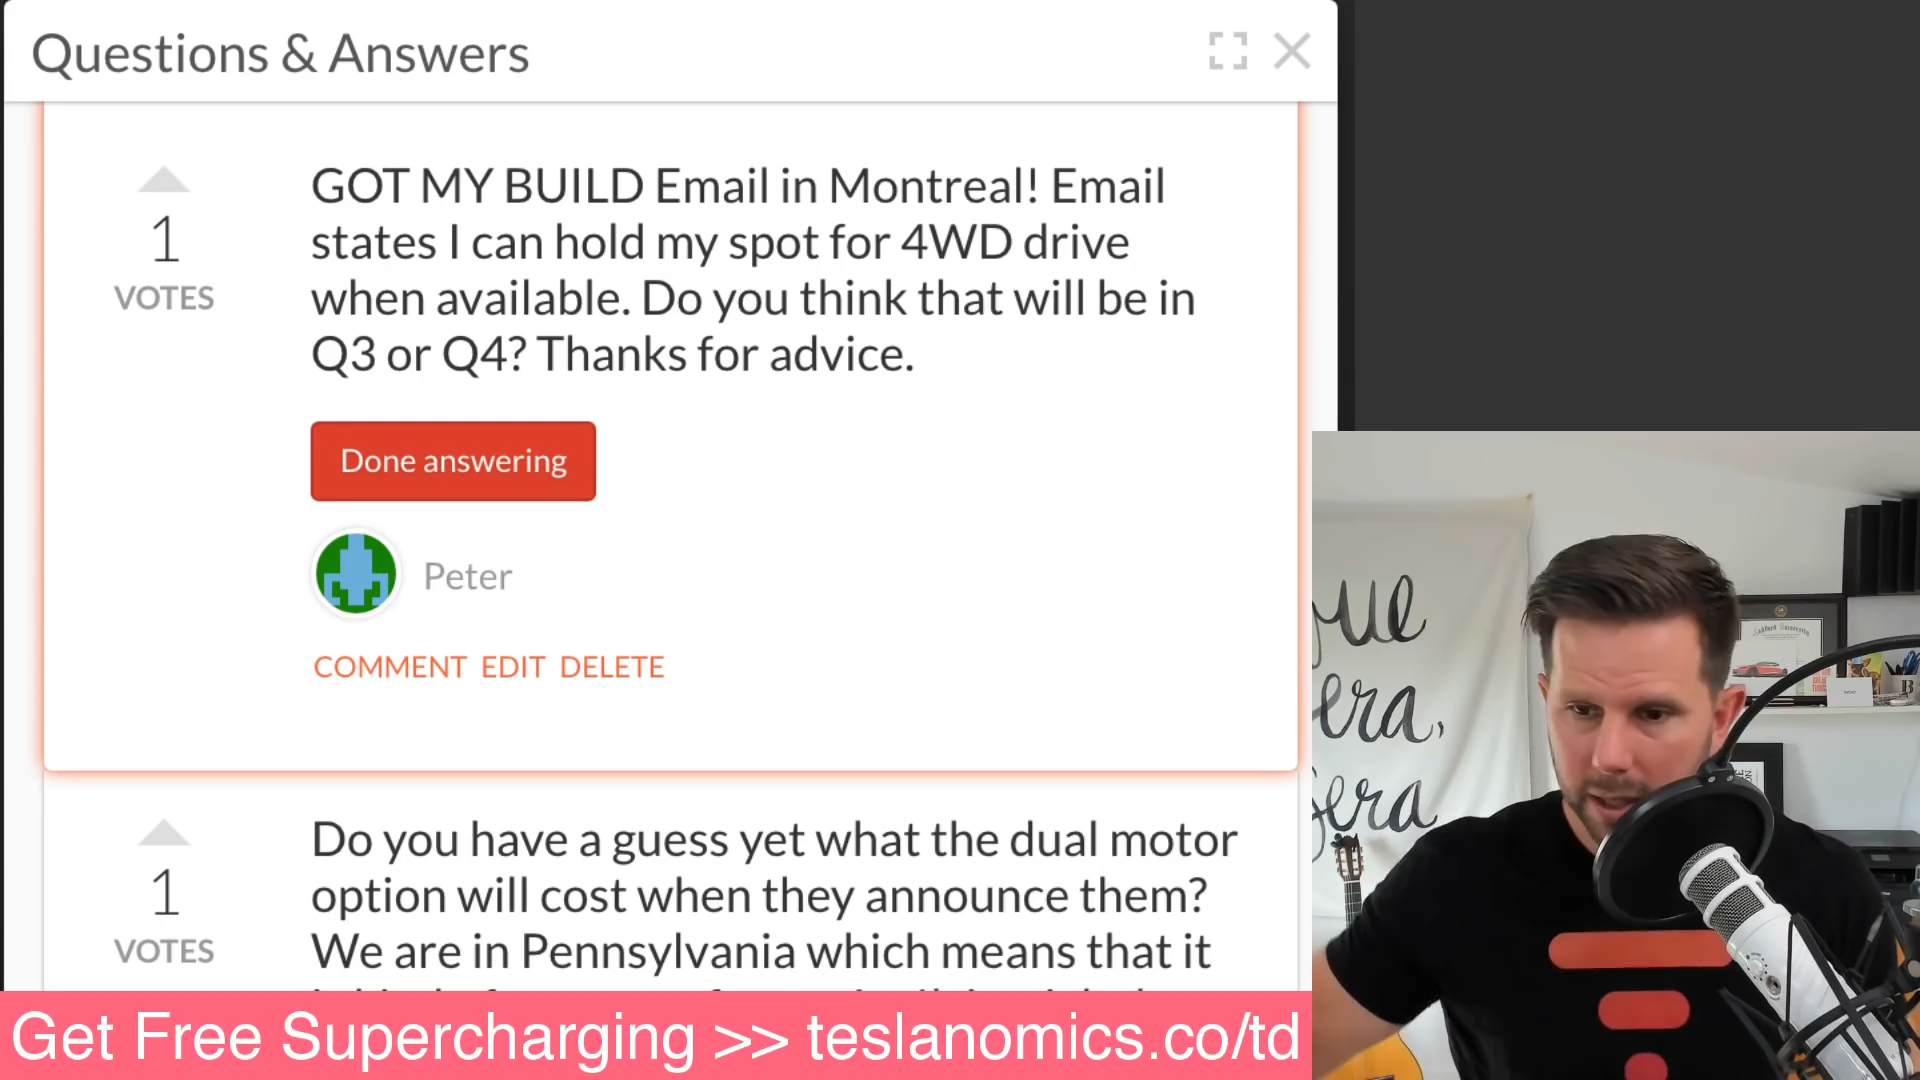 Questions & Answers
GOT MY BUILD Email in Montreal! Email
states I can hold my spot for 4WD drive
when available. Do you think that will be in
Q3 or Q4? Thanks for advice.
1
VOTES
Done answering
Peter
COMMENT EDIT DELETE
Do you have a guess yet what the dual motor
option will cost when they announce them?
We are in Pennsylvania which means that it
1
VOTES
Get Free Supercharging >> teslanomics.co/td
era,
B